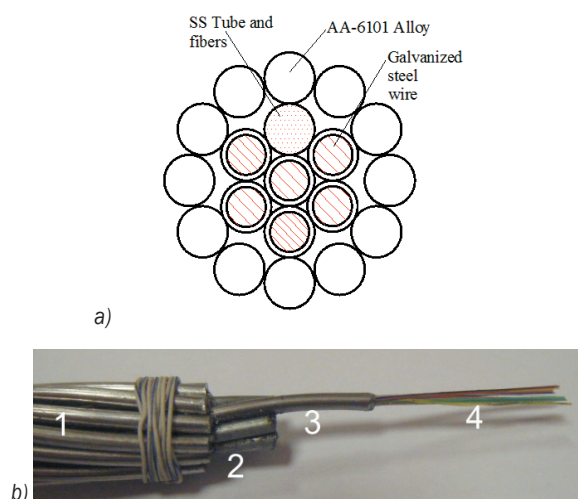 SS Tube and
fibers
AA-6101 Alloy
Galvanized
steel
wire
a)
1
2
3
4
b)